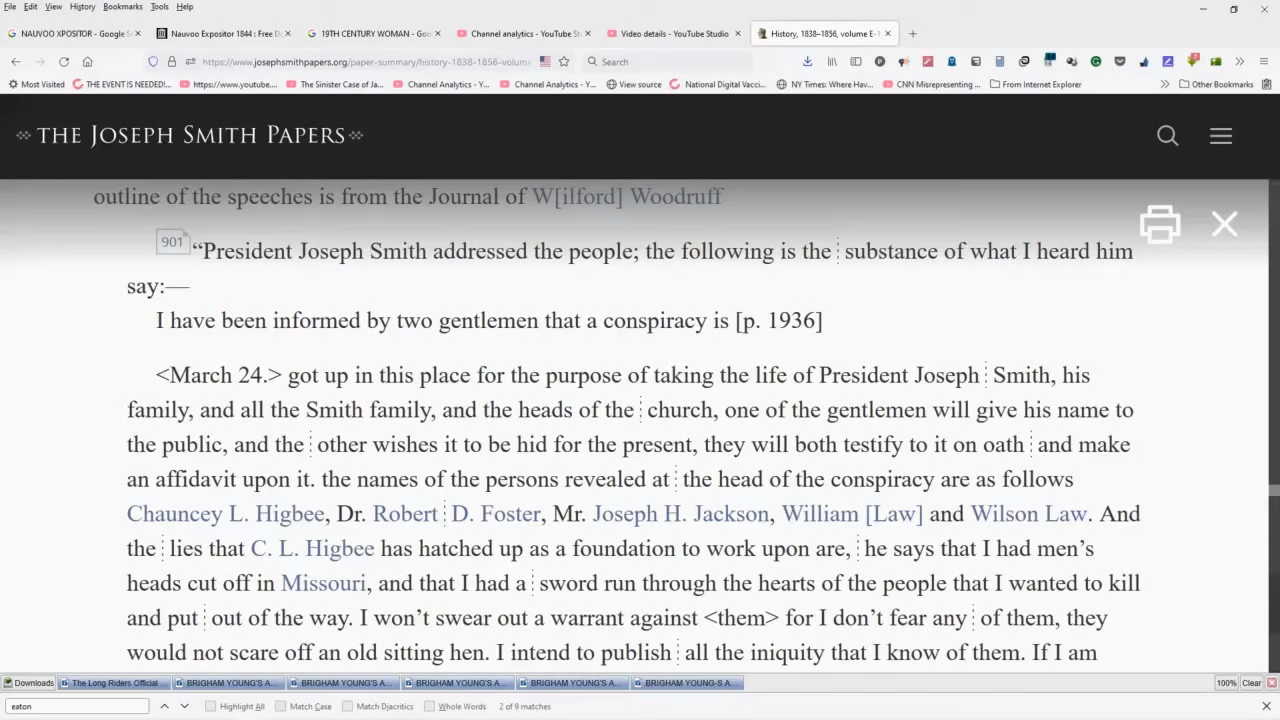 File Edit View History Bookmarks Tools Help
NAUVOO XPOSITOR - Google S
Nauvoo Expositor 1844 : Free D
19TH CENTURY WOMAN - Goo
Channel analytics - YouTube St
Video details - YouTube Studio
History, 1838–1856, volume E-1
https://www.josephsmithpapers.org/paper-summary/history-1838-1856-volume
Search
Most Visited THE EVENT IS NEEDED!... https://www.youtube.... The Sinister Case of Ja... Channel Analytics - Y... Channel Analytics - Y... View source National Digital Vacci... NY Times: Where Hav... CNN Misrepresenting ... From Internet Explorer Other Bookmarks
THE JOSEPH SMITH PAPERS
outline of the speeches is from the Journal of W[ilford] Woodruff
901 “President Joseph Smith addressed the people; the following is the substance of what I heard him
say:—
I have been informed by two gentlemen that a conspiracy is [p. 1936]
<March 24.> got up in this place for the purpose of taking the life of President Joseph Smith, his
family, and all the Smith family, and the heads of the church, one of the gentlemen will give his name to
the public, and the other wishes it to be hid for the present, they will both testify to it on oath and make
an affidavit upon it. the names of the persons revealed at the head of the conspiracy are as follows
Chauncey L. Higbee, Dr. Robert D. Foster, Mr. Joseph H. Jackson, William [Law] and Wilson Law. And
the lies that C. L. Higbee has hatched up as a foundation to work upon are, he says that I had men’s
heads cut off in Missouri, and that I had a sword run through the hearts of the people that I wanted to kill
and put out of the way. I won’t swear out a warrant against <them> for I don’t fear any of them, they
would not scare off an old sitting hen. I intend to publish all the iniquity that I know of them. If I am
Downloads The Long Riders Official BRIGHAM YOUNG'S A... BRIGHAM YOUNG'S A... BRIGHAM YOUNG'S A... BRIGHAM YOUNG'S A... BRIGHAM YOUNG-S A... 100% Clear
eaton Highlight All Match Case Match Diacritics Whole Words 2 of 9 matches